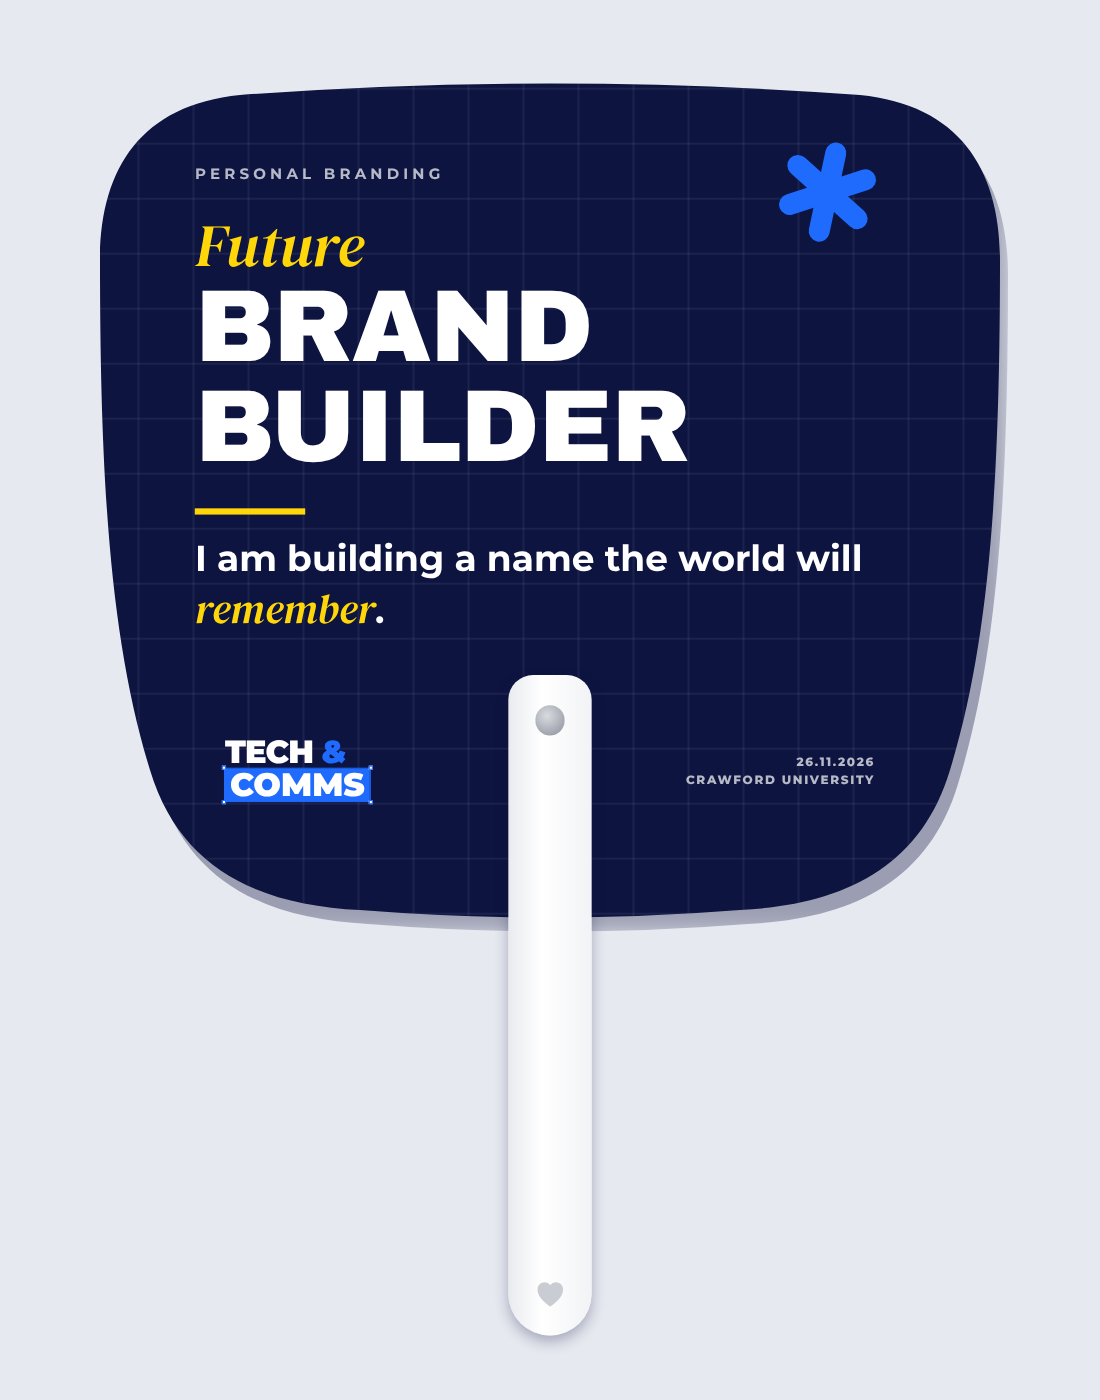 PERSONAL BRANDING
Future
BRAND
BUILDER
I am building a name the world will
remember.
TECH &
COMMS
26.11.2026
CRAWFORD UNIVERSITY